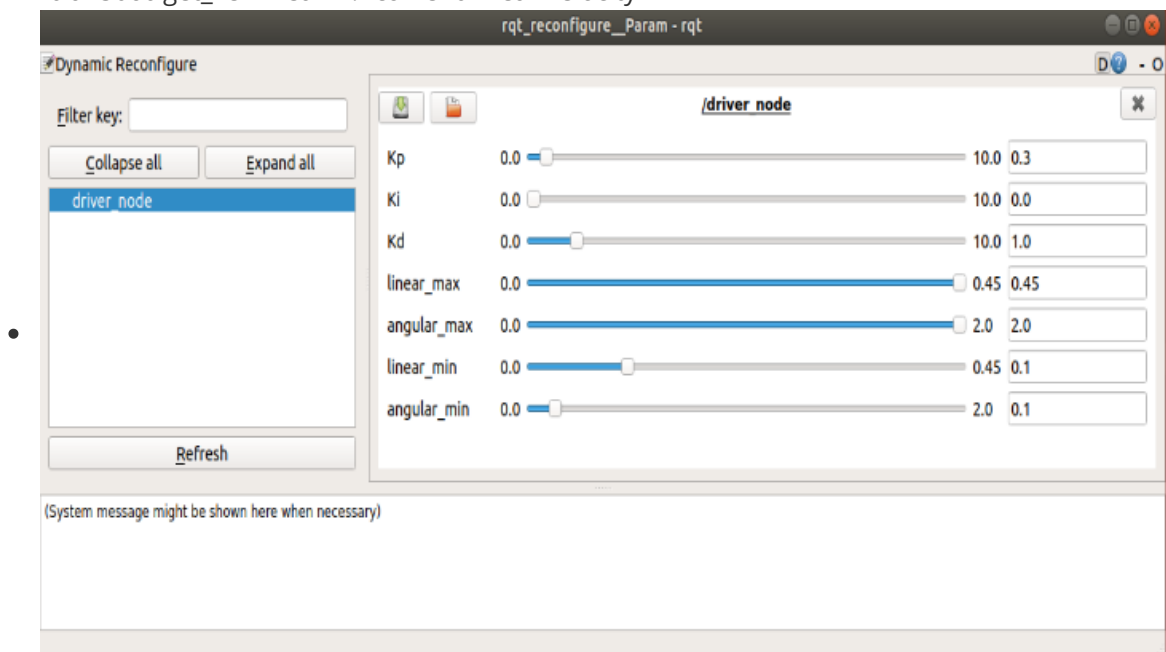 rqt_reconfigure__Param - rqt
Dynamic Reconfigure
D - O
Filter key:
Collapse all Expand all
driver_node
Refresh
/driver_node
Kp 0.0 10.0 0.3
Ki 0.0 10.0 0.0
Kd 0.0 10.0 1.0
linear_max 0.0 0.45 0.45
angular_max 0.0 2.0 2.0
linear_min 0.0 0.45 0.1
angular_min 0.0 2.0 0.1
(System message might be shown here when necessary)